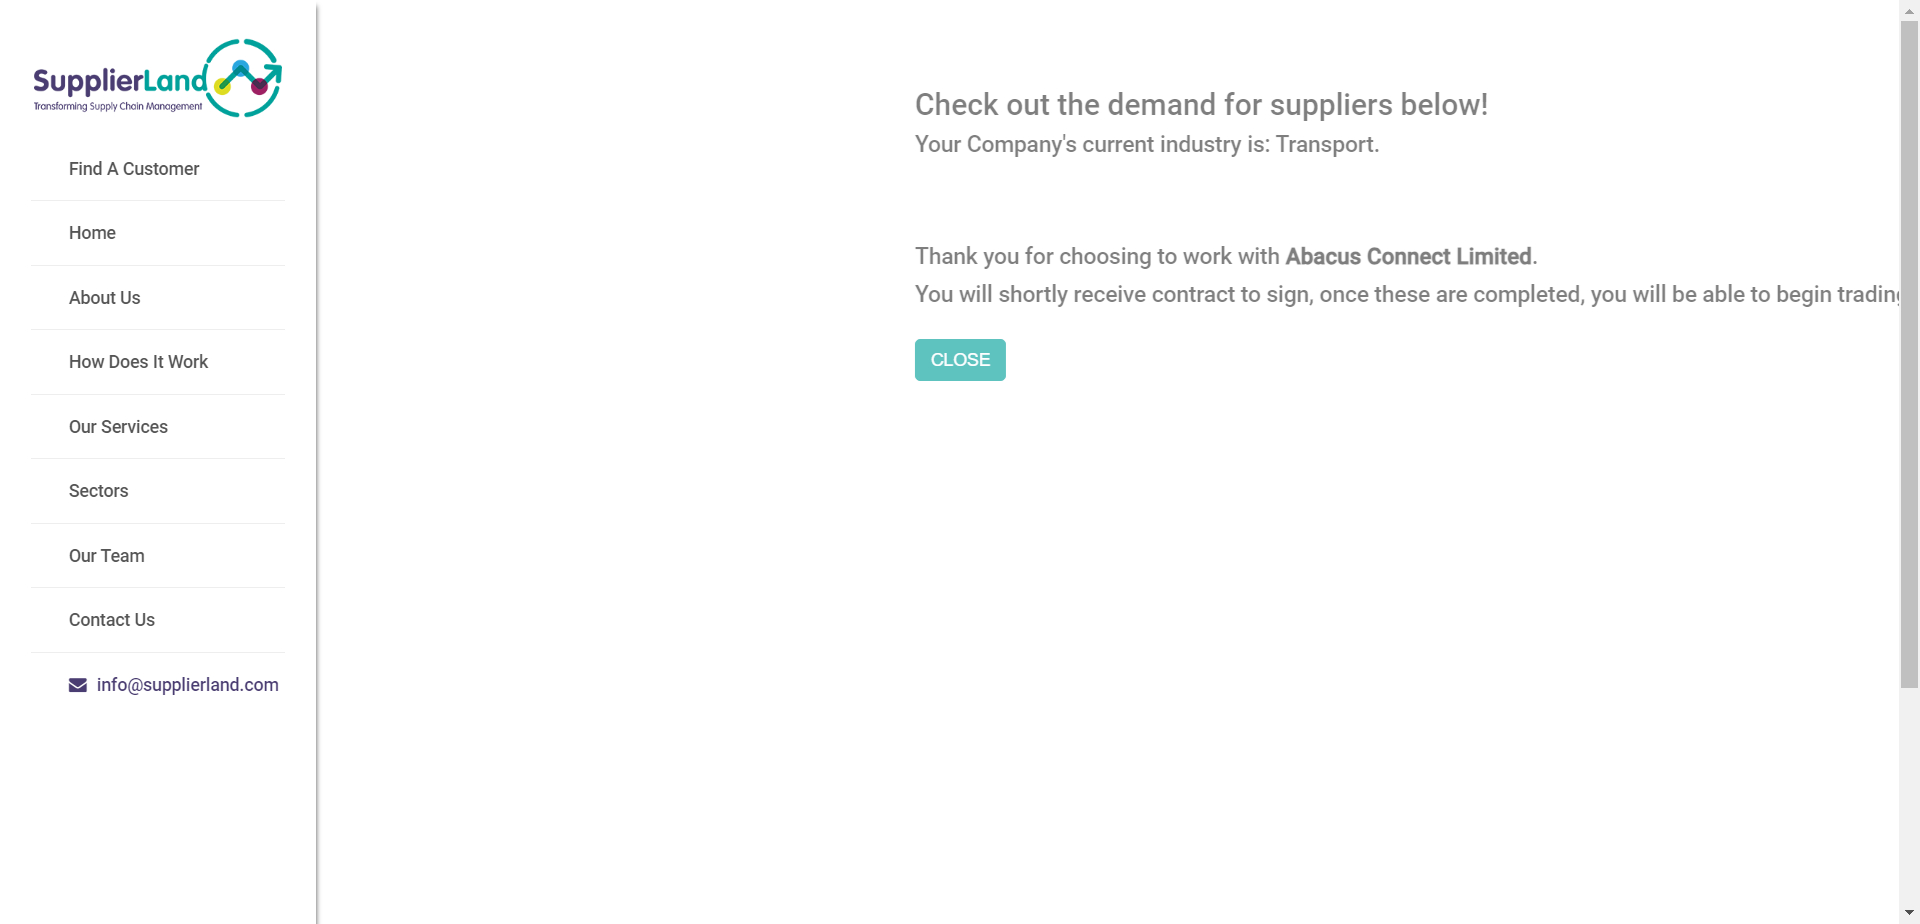 SupplierLand
Transforming Supply Chain Management
Find A Customer
Home
About Us
How Does It Work
Our Services
Sectors
Our Team
Contact Us
info@supplierland.com
Check out the demand for suppliers below!
Your Company's current industry is: Transport.
Thank you for choosing to work with Abacus Connect Limited.
You will shortly receive contract to sign, once these are completed, you will be able to begin trading
CLOSE